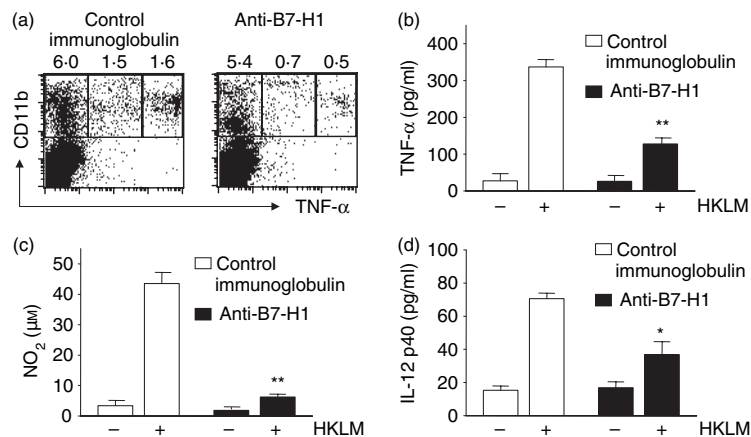 (a)
Control
immunoglobulin
Anti-B7-H1
6·0 1·5 1·6
5·4 0·7 0·5
CD11b
TNF-α
(b)
TNF-α (pg/ml)
400
300
200
100
0
Control
immunoglobulin
Anti-B7-H1
**
– + – + HKLM
(c)
NO2 (µM)
50
40
30
20
10
0
Control
immunoglobulin
Anti-B7-H1
**
– + – + HKLM
(d)
IL-12 p40 (pg/ml)
100
80
60
40
20
0
Control
immunoglobulin
Anti-B7-H1
*
– + – + HKLM